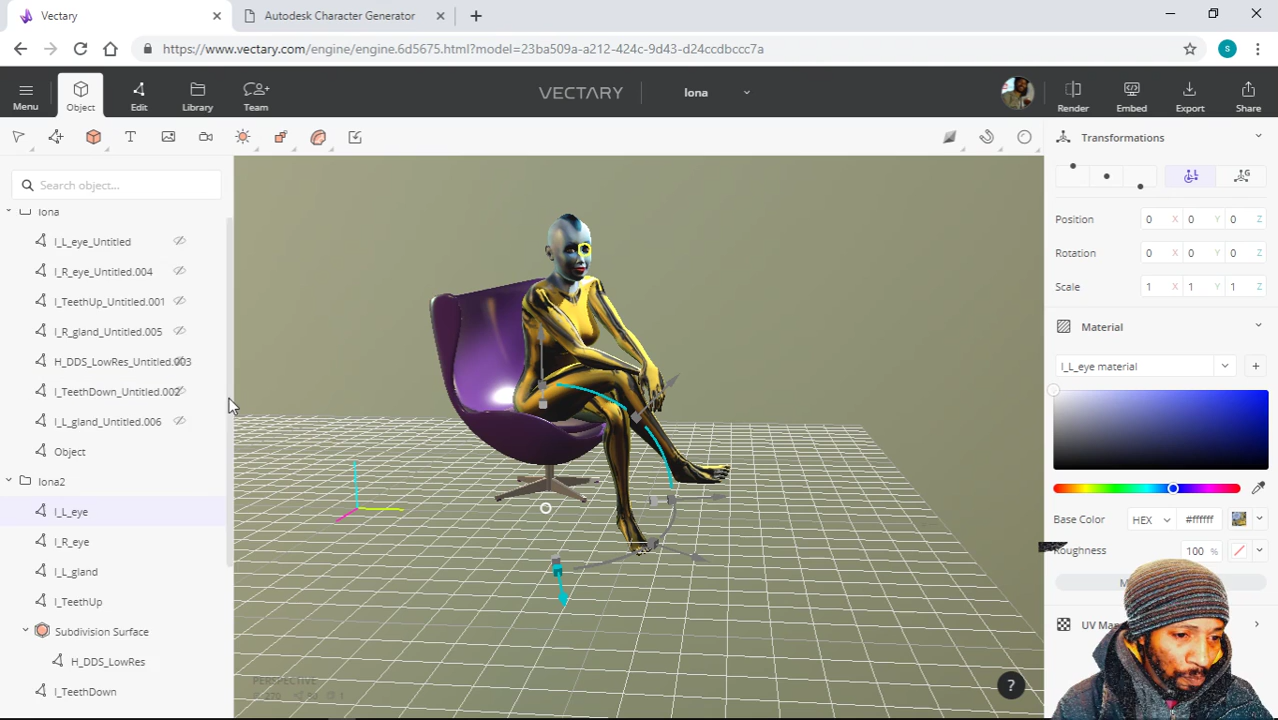 Vectary
Autodesk Character Generator
https://www.vectary.com/engine/engine.6d5675.html?model=23ba509a-a212-424c-9d43-d24ccdbccc7a
S
Menu
Object
Edit
Library
Team
VECTARY
Iona
Render
Embed
Export
Share
T
Search object...
Transformations
Iona
I_L_eye_Untitled
I_R_eye_Untitled.004
I_TeethUp_Untitled.001
I_R_gland_Untitled.005
H_DDS_LowRes_Untitled.003
I_TeethDown_Untitled.002
I_L_gland_Untitled.006
Object
Iona2
I_L_eye
I_R_eye
I_L_gland
I_TeethUp
Subdivision Surface
H_DDS_LowRes
I_TeethDown
Position 0 X 0 Y 0 Z
Rotation 0 X 0 Y 0 Z
Scale 1 X 1 Y 1 Z
Material
I_L_eye material
Base Color HEX #ffffff
Roughness 100 %
UV Ma
PERSPECTIVE
?